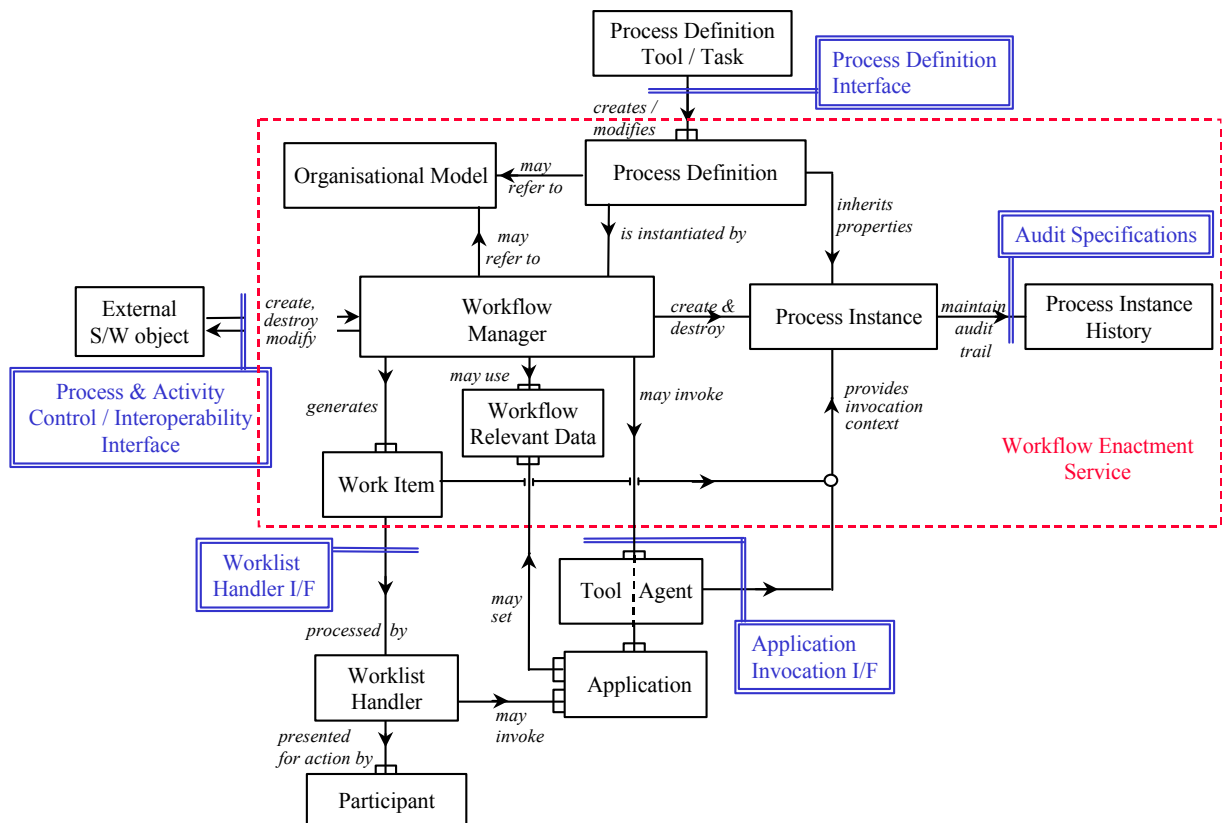 Process Definition
Tool / Task
Process Definition
Interface
creates /
modifies
Organisational Model
may
refer to
Process Definition
inherits
properties
may
refer to
is instantiated by
Audit Specifications
External
S/W object
create,
destroy
modify
Workflow
Manager
create &
destroy
Process Instance
maintain
audit
trail
Process Instance
History
Process & Activity
Control / Interoperability
Interface
generates
may use
Workflow
Relevant Data
may invoke
provides
invocation
context
Workflow Enactment
Service
Work Item
Worklist
Handler I/F
processed by
may
set
Tool Agent
Application
Invocation I/F
Worklist
Handler
may
invoke
Application
presented
for action by
Participant